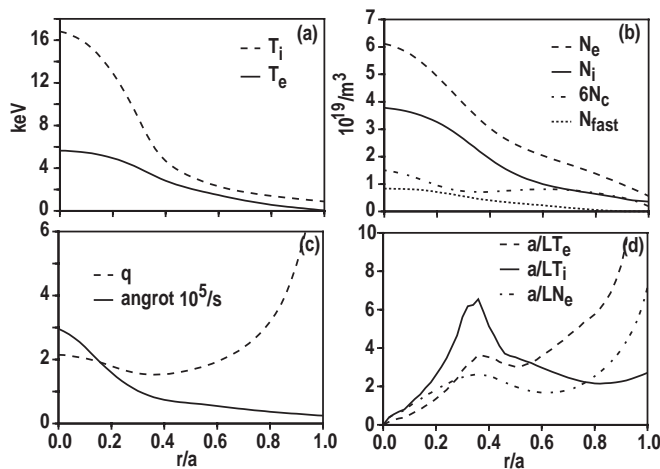 (a)
T_i
T_e
keV
16
12
8
4
0
(b)
N_e
N_i
6N_c
N_fast
10^19/m^3
7
6
5
4
3
2
1
0
(c)
q
angrot 10^5/s
6
4
2
0
0.0 0.2 0.4 0.6 0.8 1.0
r/a
(d)
a/LT_e
a/LT_i
a/LN_e
10
8
6
4
2
0
0.0 0.2 0.4 0.6 0.8 1.0
r/a